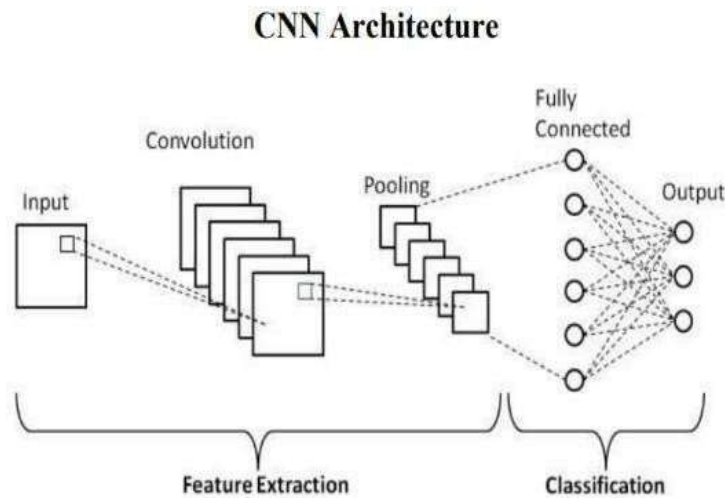 CNN Architecture
Fully
Connected
Convolution
Pooling
Output
Input
Feature Extraction
Classification